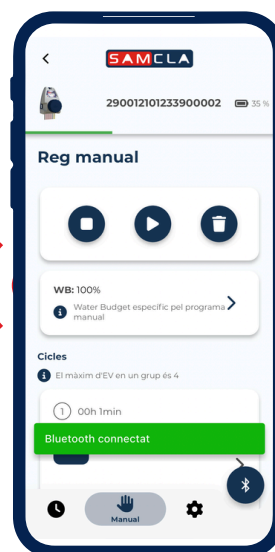 SAMCLA
290012101233900002 35 %
Reg manual
WB: 100%
Water Budget específic pel programa
manual
Cicles
El màxim d'EV en un grup és 4
1 00h 1min
Bluetooth connectat
Manual